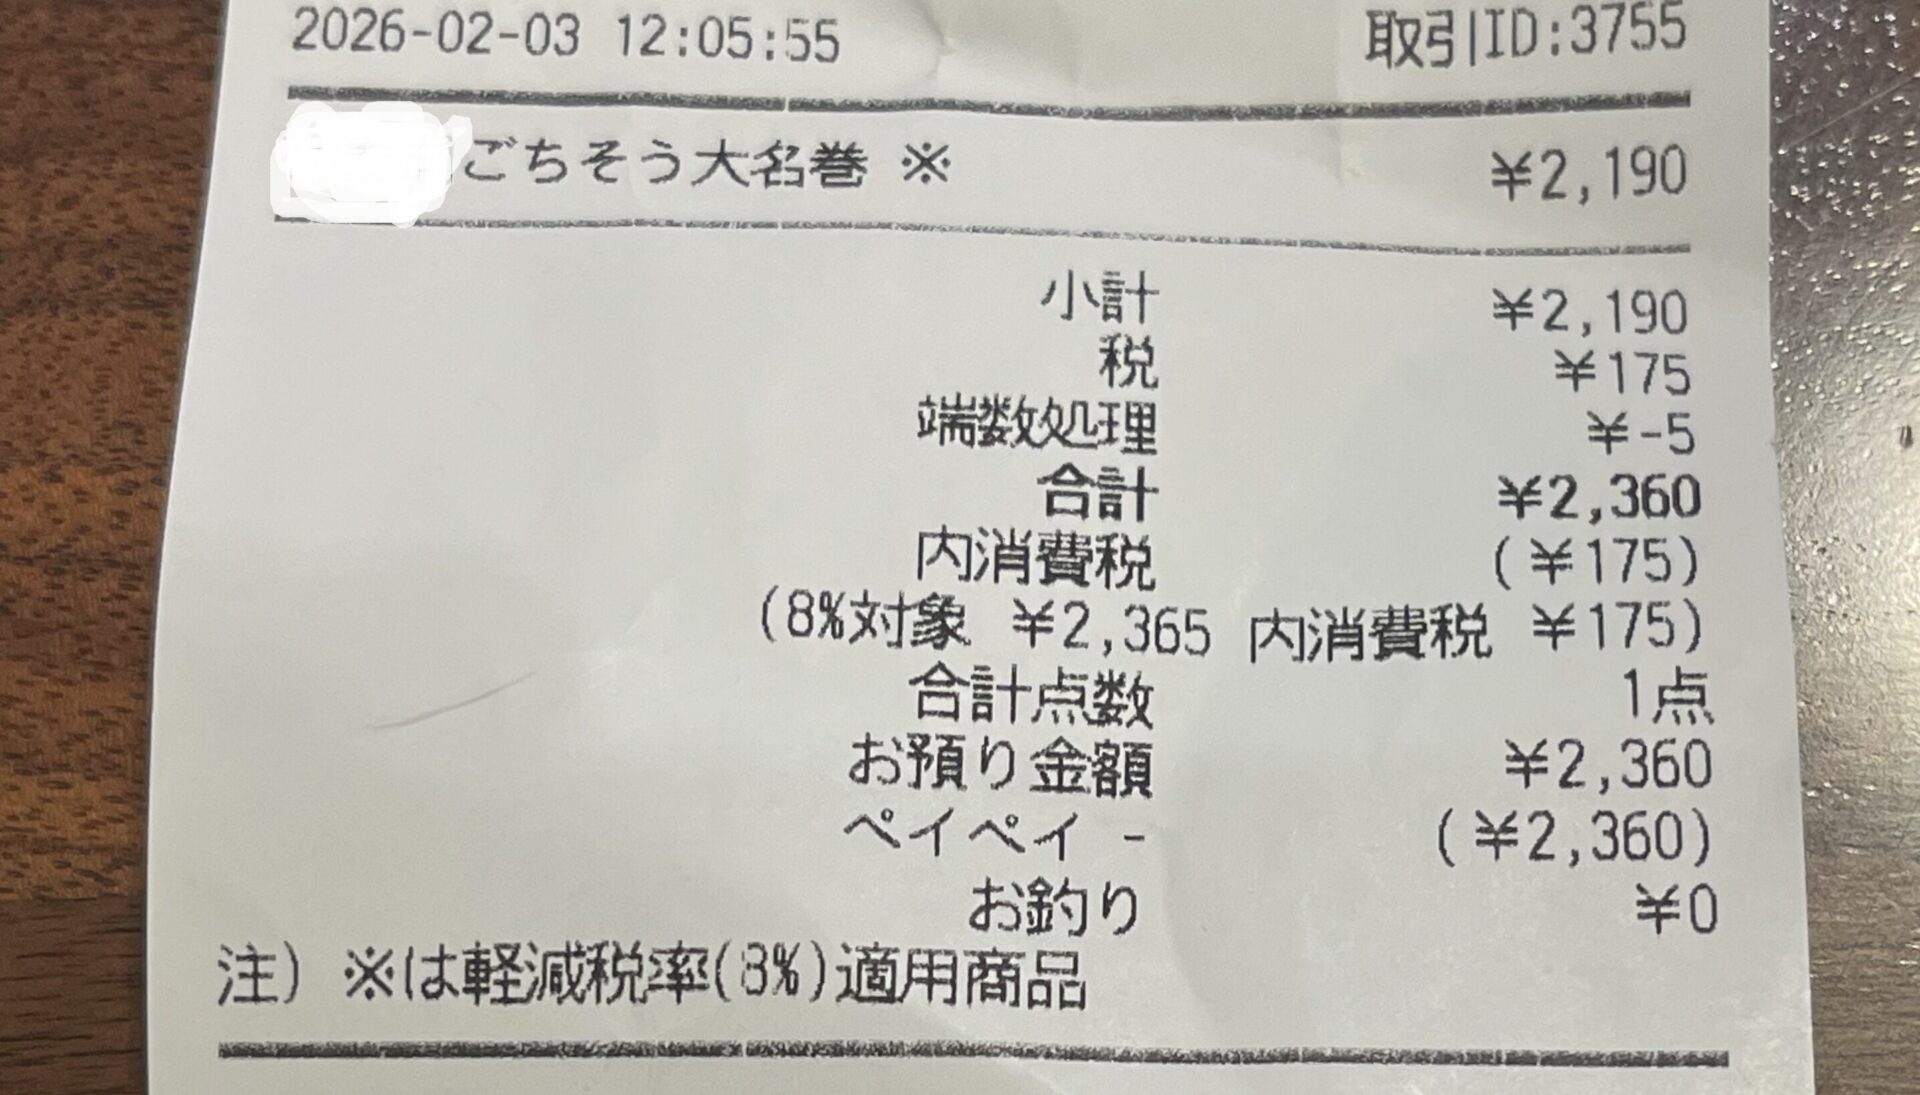 2026-02-03 12:05:55 取引ID:3755
ごちそう大名巻 ※ ¥2,190
小計 ¥2,190
税 ¥175
端数処理 ¥-5
合計 ¥2,360
内消費税 (¥175)
(8%対象 ¥2,365 内消費税 ¥175)
合計点数 1点
お預り金額 ¥2,360
ペイペイ - (¥2,360)
お釣り ¥0
注) ※は軽減税率(8%)適用商品